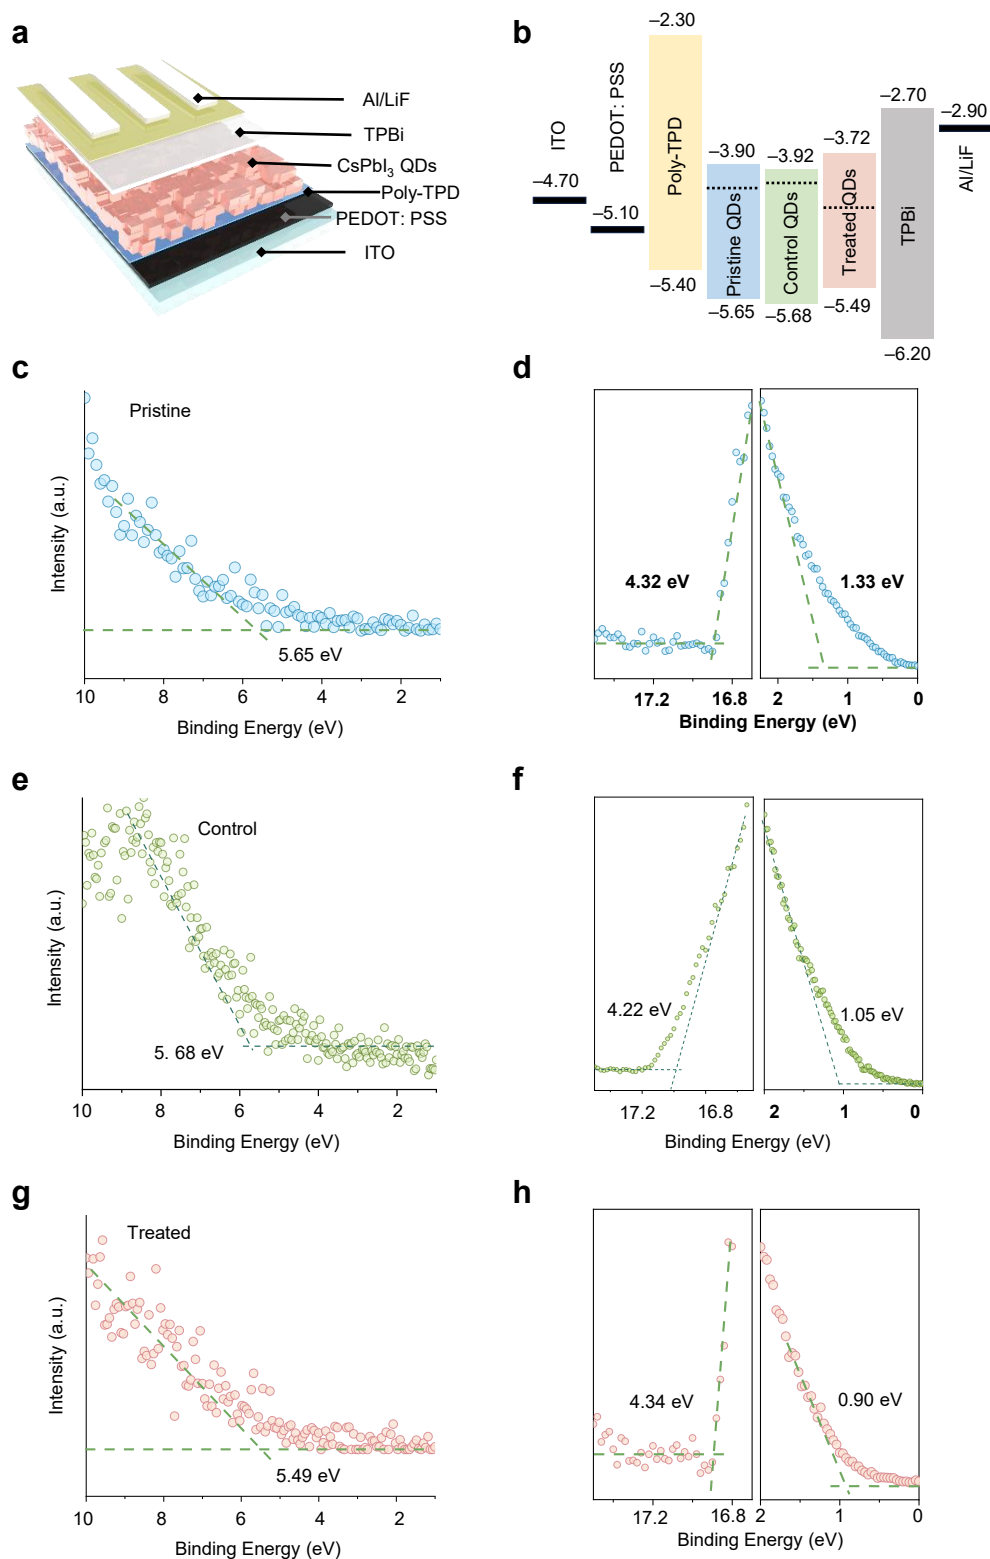 a
Al/LiF
TPBi
CsPbI₃ QDs
Poly-TPD
PEDOT: PSS
ITO
b
–2.30
ITO
PEDOT: PSS
Poly-TPD
–4.70
–5.10
–5.40
–3.90
Pristine QDs
–5.65
–3.92
Control QDs
–5.68
–3.72
Treated QDs
–5.49
–2.70
TPBi
–6.20
–2.90
Al/LiF
c
Pristine
Intensity (a.u.)
5.65 eV
10 8 6 4 2
Binding Energy (eV)
d
4.32 eV
1.33 eV
17.2 16.8 2 1 0
Binding Energy (eV)
e
Control
Intensity (a.u.)
5. 68 eV
10 8 6 4 2
Binding Energy (eV)
f
4.22 eV
1.05 eV
17.2 16.8 2 1 0
Binding Energy (eV)
g
Treated
Intensity (a.u.)
5.49 eV
10 8 6 4 2
Binding Energy (eV)
h
4.34 eV
0.90 eV
17.2 16.8 2 1 0
Binding Energy (eV)